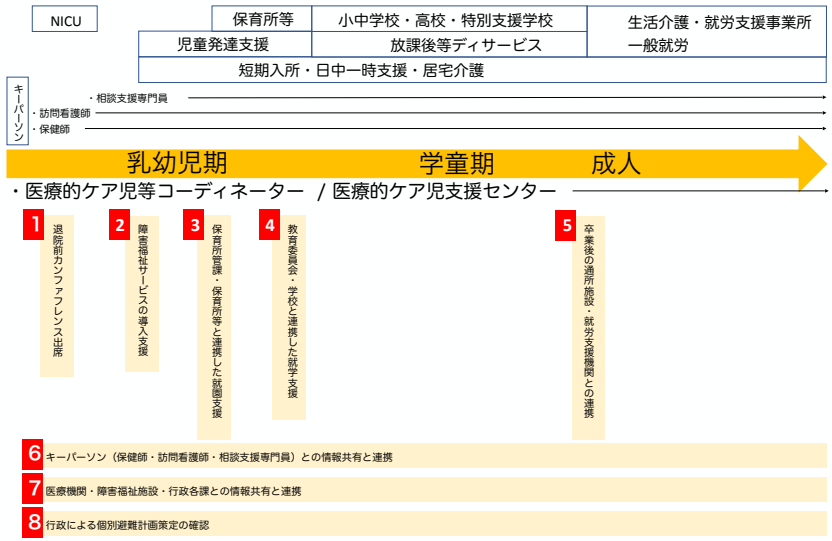 NICU
保育所等
小中学校・高校・特別支援学校
生活介護・就労支援事業所
一般就労
児童発達支援
放課後等ディサービス
短期入所・日中一時支援・居宅介護
キーパーソン
・相談支援専門員
・訪問看護師
・保健師
乳幼児期
学童期
成人
・医療的ケア児等コーディネーター / 医療的ケア児支援センター
1
退院前カンファフレンス出席
2
障害福祉サービスの導入支援
3
保育所管課・保育所等と連携した就園支援
4
教育委員会・学校と連携した就学支援
5
卒業後の通所施設・就労支援機関との連携
6
キーパーソン（保健師・訪問看護師・相談支援専門員）との情報共有と連携
7
医療機関・障害福祉施設・行政各課との情報共有と連携
8
行政による個別避難計画策定の確認